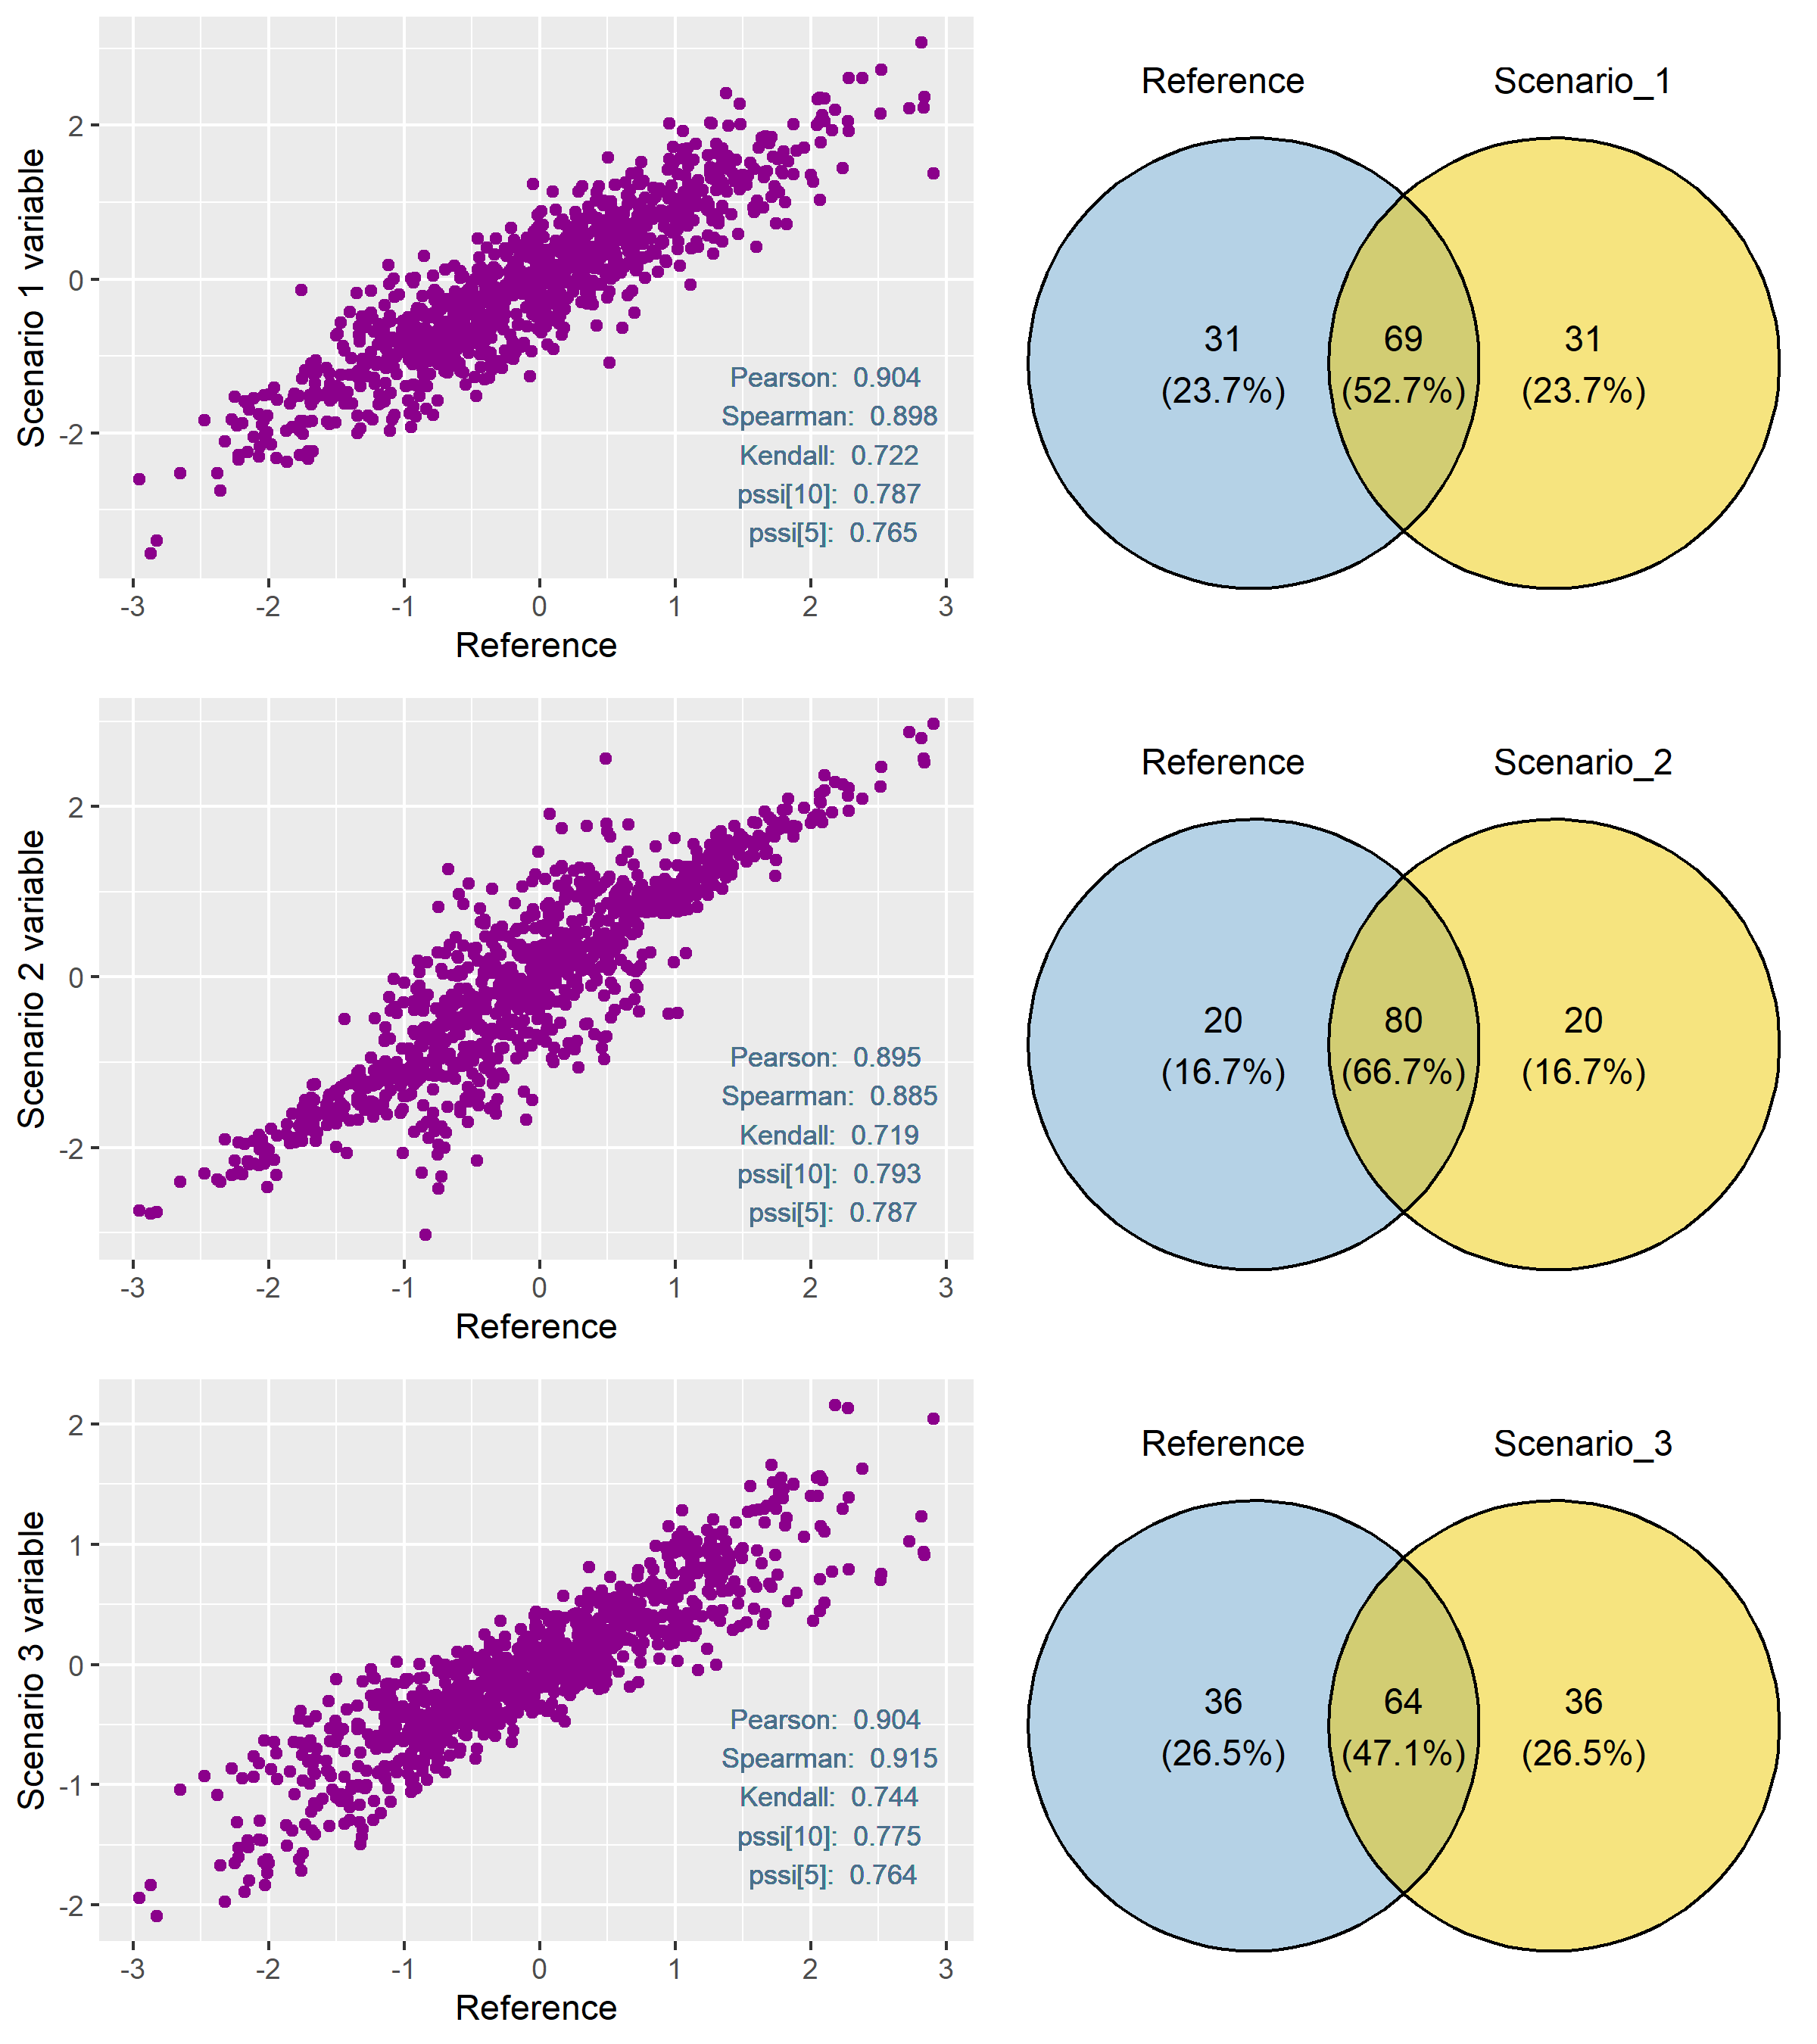 Scenario 1 variable
2
0
-2
Pearson: 0.904
Spearman: 0.898
Kendall: 0.722
pssi[10]: 0.787
pssi[5]: 0.765
-3 -2 -1 0 1 2 3
Reference
Reference Scenario_1
31 69 31
(23.7%) (52.7%) (23.7%)
Scenario 2 variable
2
0
-2
Pearson: 0.895
Spearman: 0.885
Kendall: 0.719
pssi[10]: 0.793
pssi[5]: 0.787
-3 -2 -1 0 1 2 3
Reference
Reference Scenario_2
20 80 20
(16.7%) (66.7%) (16.7%)
Scenario 3 variable
2
1
0
-1
-2
Pearson: 0.904
Spearman: 0.915
Kendall: 0.744
pssi[10]: 0.775
pssi[5]: 0.764
-3 -2 -1 0 1 2 3
Reference
Reference Scenario_3
36 64 36
(26.5%) (47.1%) (26.5%)